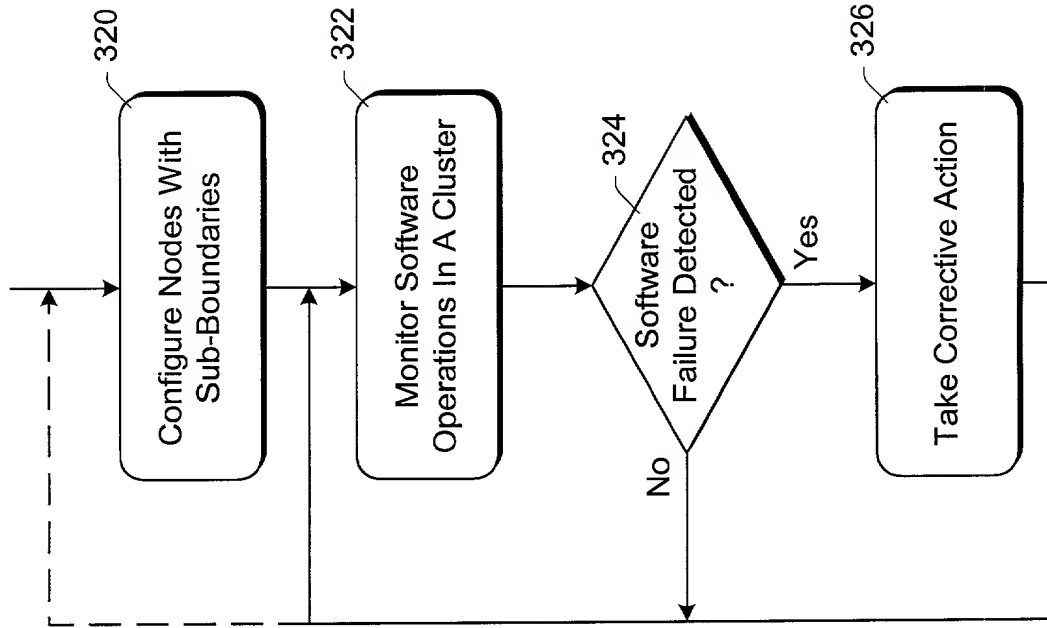 320
Configure Nodes With
Sub-Boundaries
322
Monitor Software
Operations In A Cluster
324
Software
Failure Detected
?
No
Yes
326
Take Corrective Action